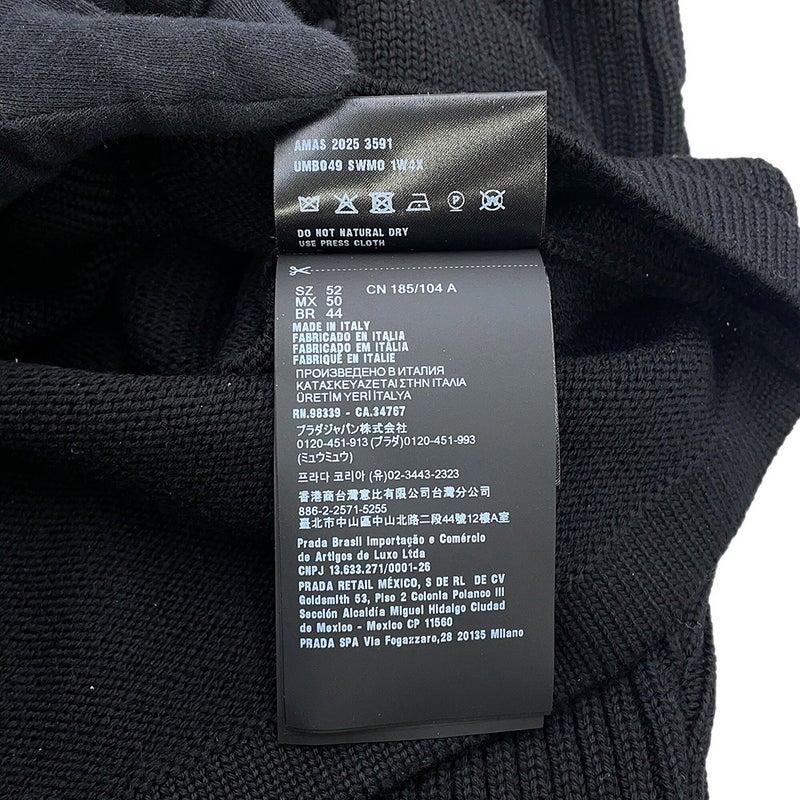 AMAS 2025 3591
UMB049 SWMO 1W4X
DO NOT NATURAL DRY
USE PRESS CLOTH
SZ 52 CN 185/104 A
MX 50
BR 44
MADE IN ITALY
FABRICADO EN ITALIA
FABRICADO EM ITÁLIA
FABRIQUÉ EN ITALIE
ПРОИЗВЕДЕНО В ИТАЛИЯ
ΚΑΤΑΣΚΕΥΑΖΕΤΑΙ ΣΤΗΝ ΙΤΑΛΙΑ
ÜRETİM YERİ İTALYA
RN.98339 - CA.34767
プラダジャパン株式会社
0120-451-913 (プラダ)0120-451-993
(ミュウミュウ)
프라다 코리아 (유)02-3443-2323
香港商台灣意比有限公司台灣分公司
886-2-2571-5255
臺北市中山區中山北路二段44號12樓A室
Prada Brasil Importação e Comércio
de Artigos de Luxo Ltda
CNPJ 13.633.271/0001-26
PRADA RETAIL MÉXICO, S DE RL DE CV
Goldsmith 53, Piso 2 Colonia Polanco III
Sección Alcaldía Miguel Hidalgo Ciudad
de Mexico - Mexico CP 11560
PRADA SPA Via Fogazzaro,28 20135 Milano